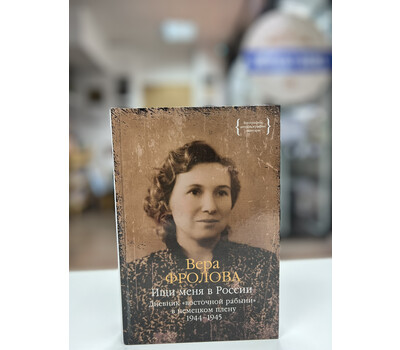 Вера
ФРОЛОВА
Ищи меня в России
Дневник «восточной рабыни»
в немецком плену
1944–1945